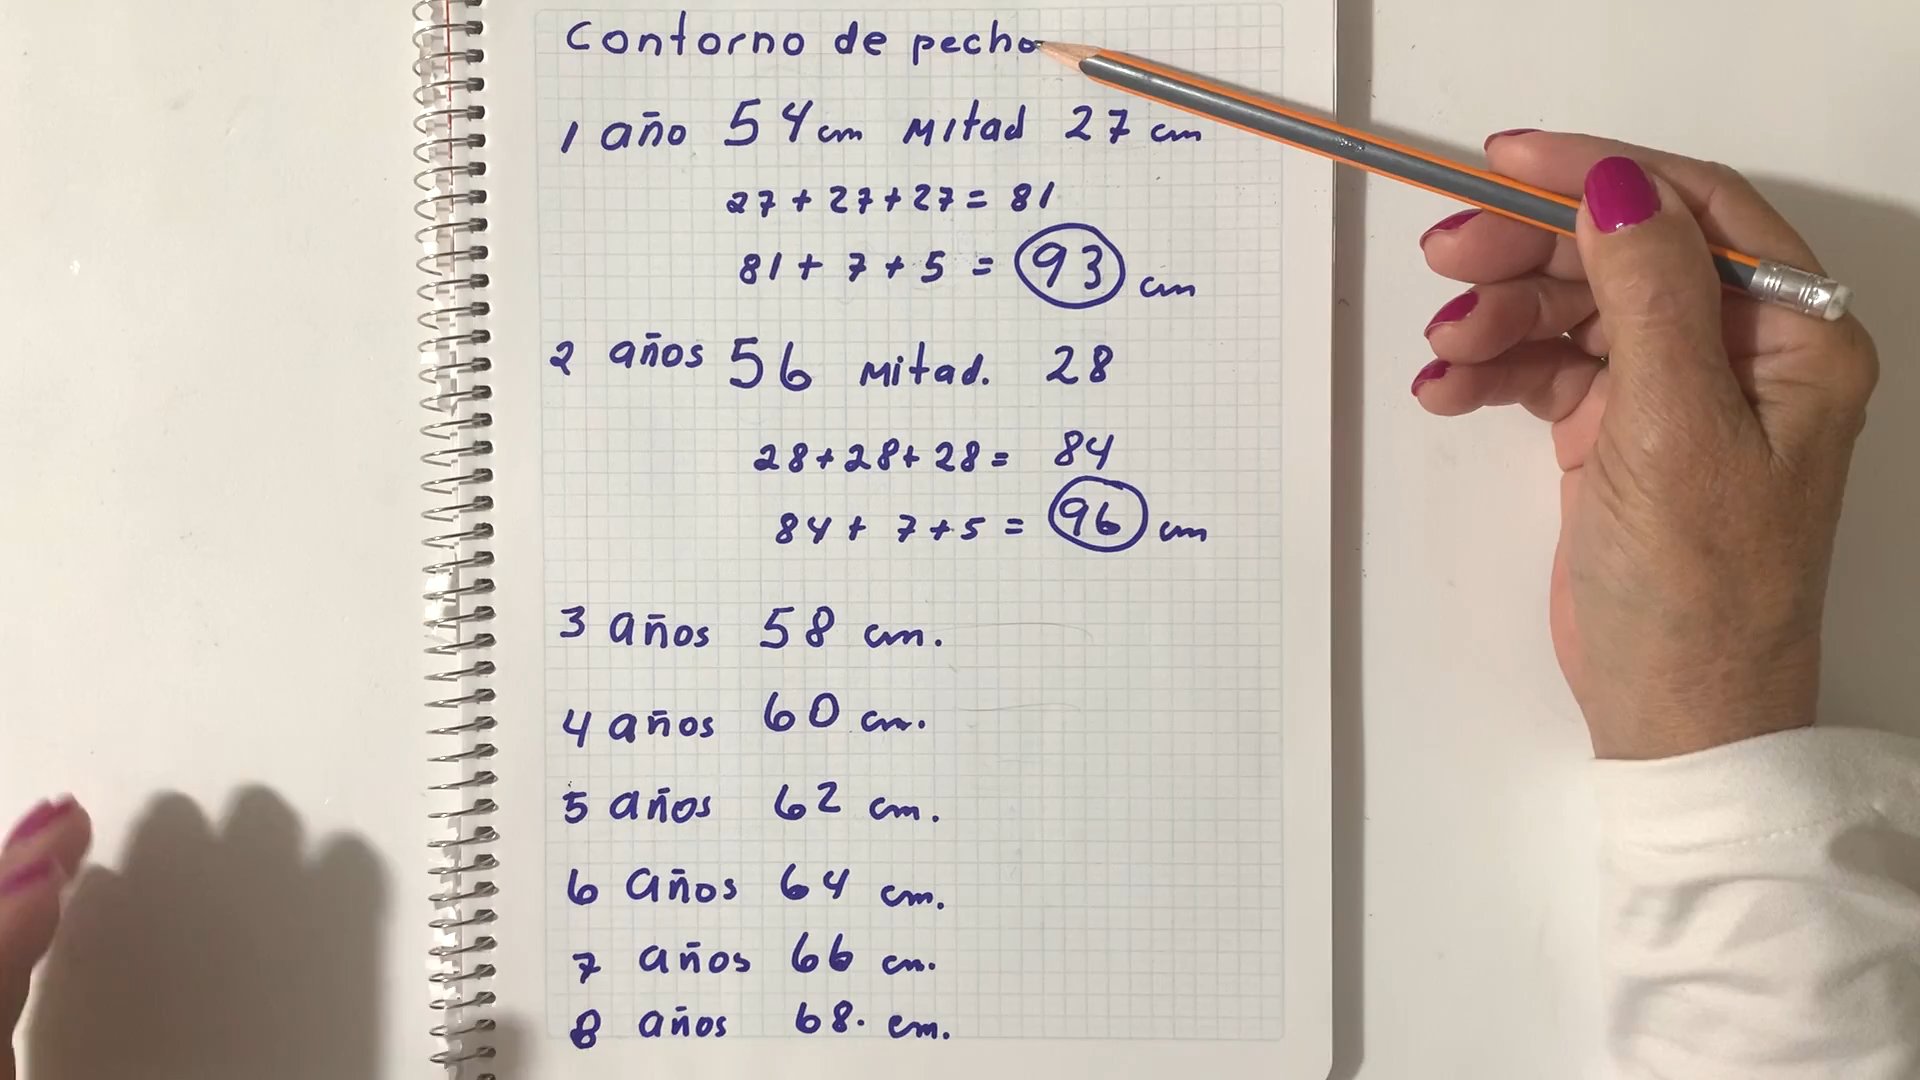 Contorno de pecho
1 año 54 cm mitad 27 cm
27 + 27 + 27 = 81
81 + 7 + 5 = 93 cm
2 años 56 mitad. 28
28 + 28 + 28 = 84
84 + 7 + 5 = 96 cm
3 años 58 cm.
4 años 60 cm.
5 años 62 cm.
6 años 64 cm.
7 años 66 cm.
8 años 68. cm.